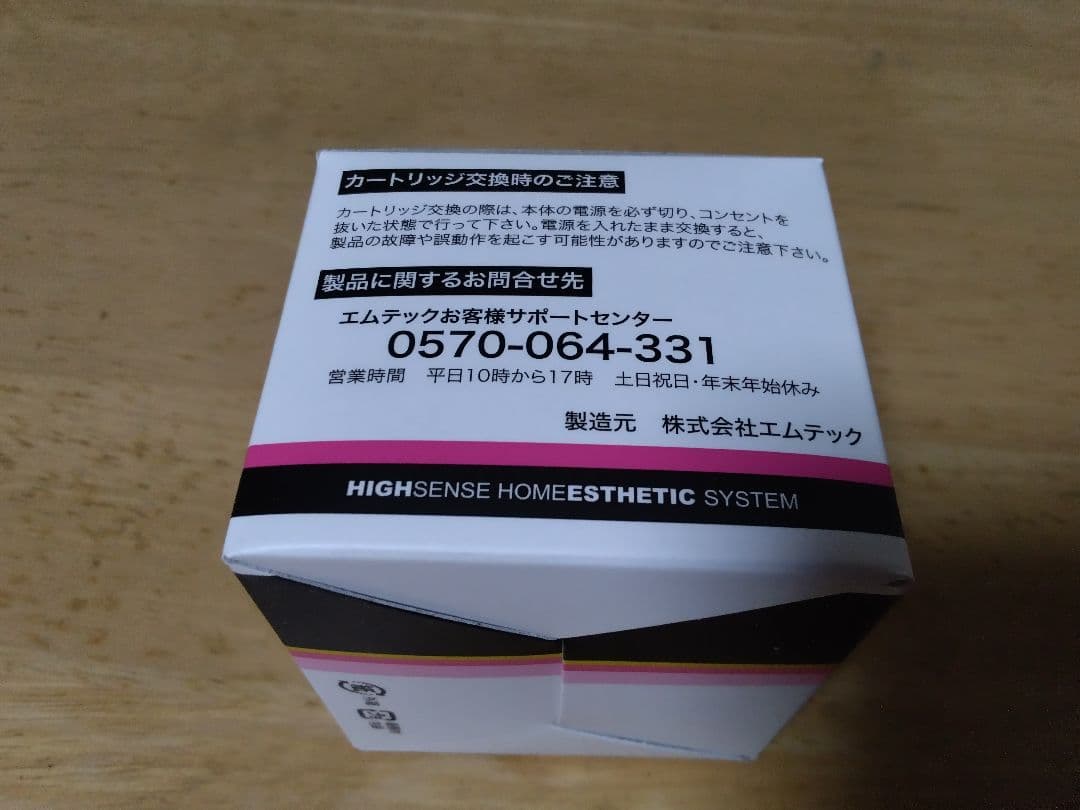 カートリッジ交換時のご注意
カートリッジ交換の際は、本体の電源を必ず切り、コンセントを
抜いた状態で行って下さい。電源を入れたまま交換すると、
製品の故障や誤動作を起こす可能性がありますのでご注意下さい。
製品に関するお問合せ先
エムテックお客様サポートセンター
0570-064-331
営業時間 平日10時から17時 土日祝日・年末年始休み
製造元 株式会社エムテック
HIGHSENSE HOMEESTHETIC SYSTEM